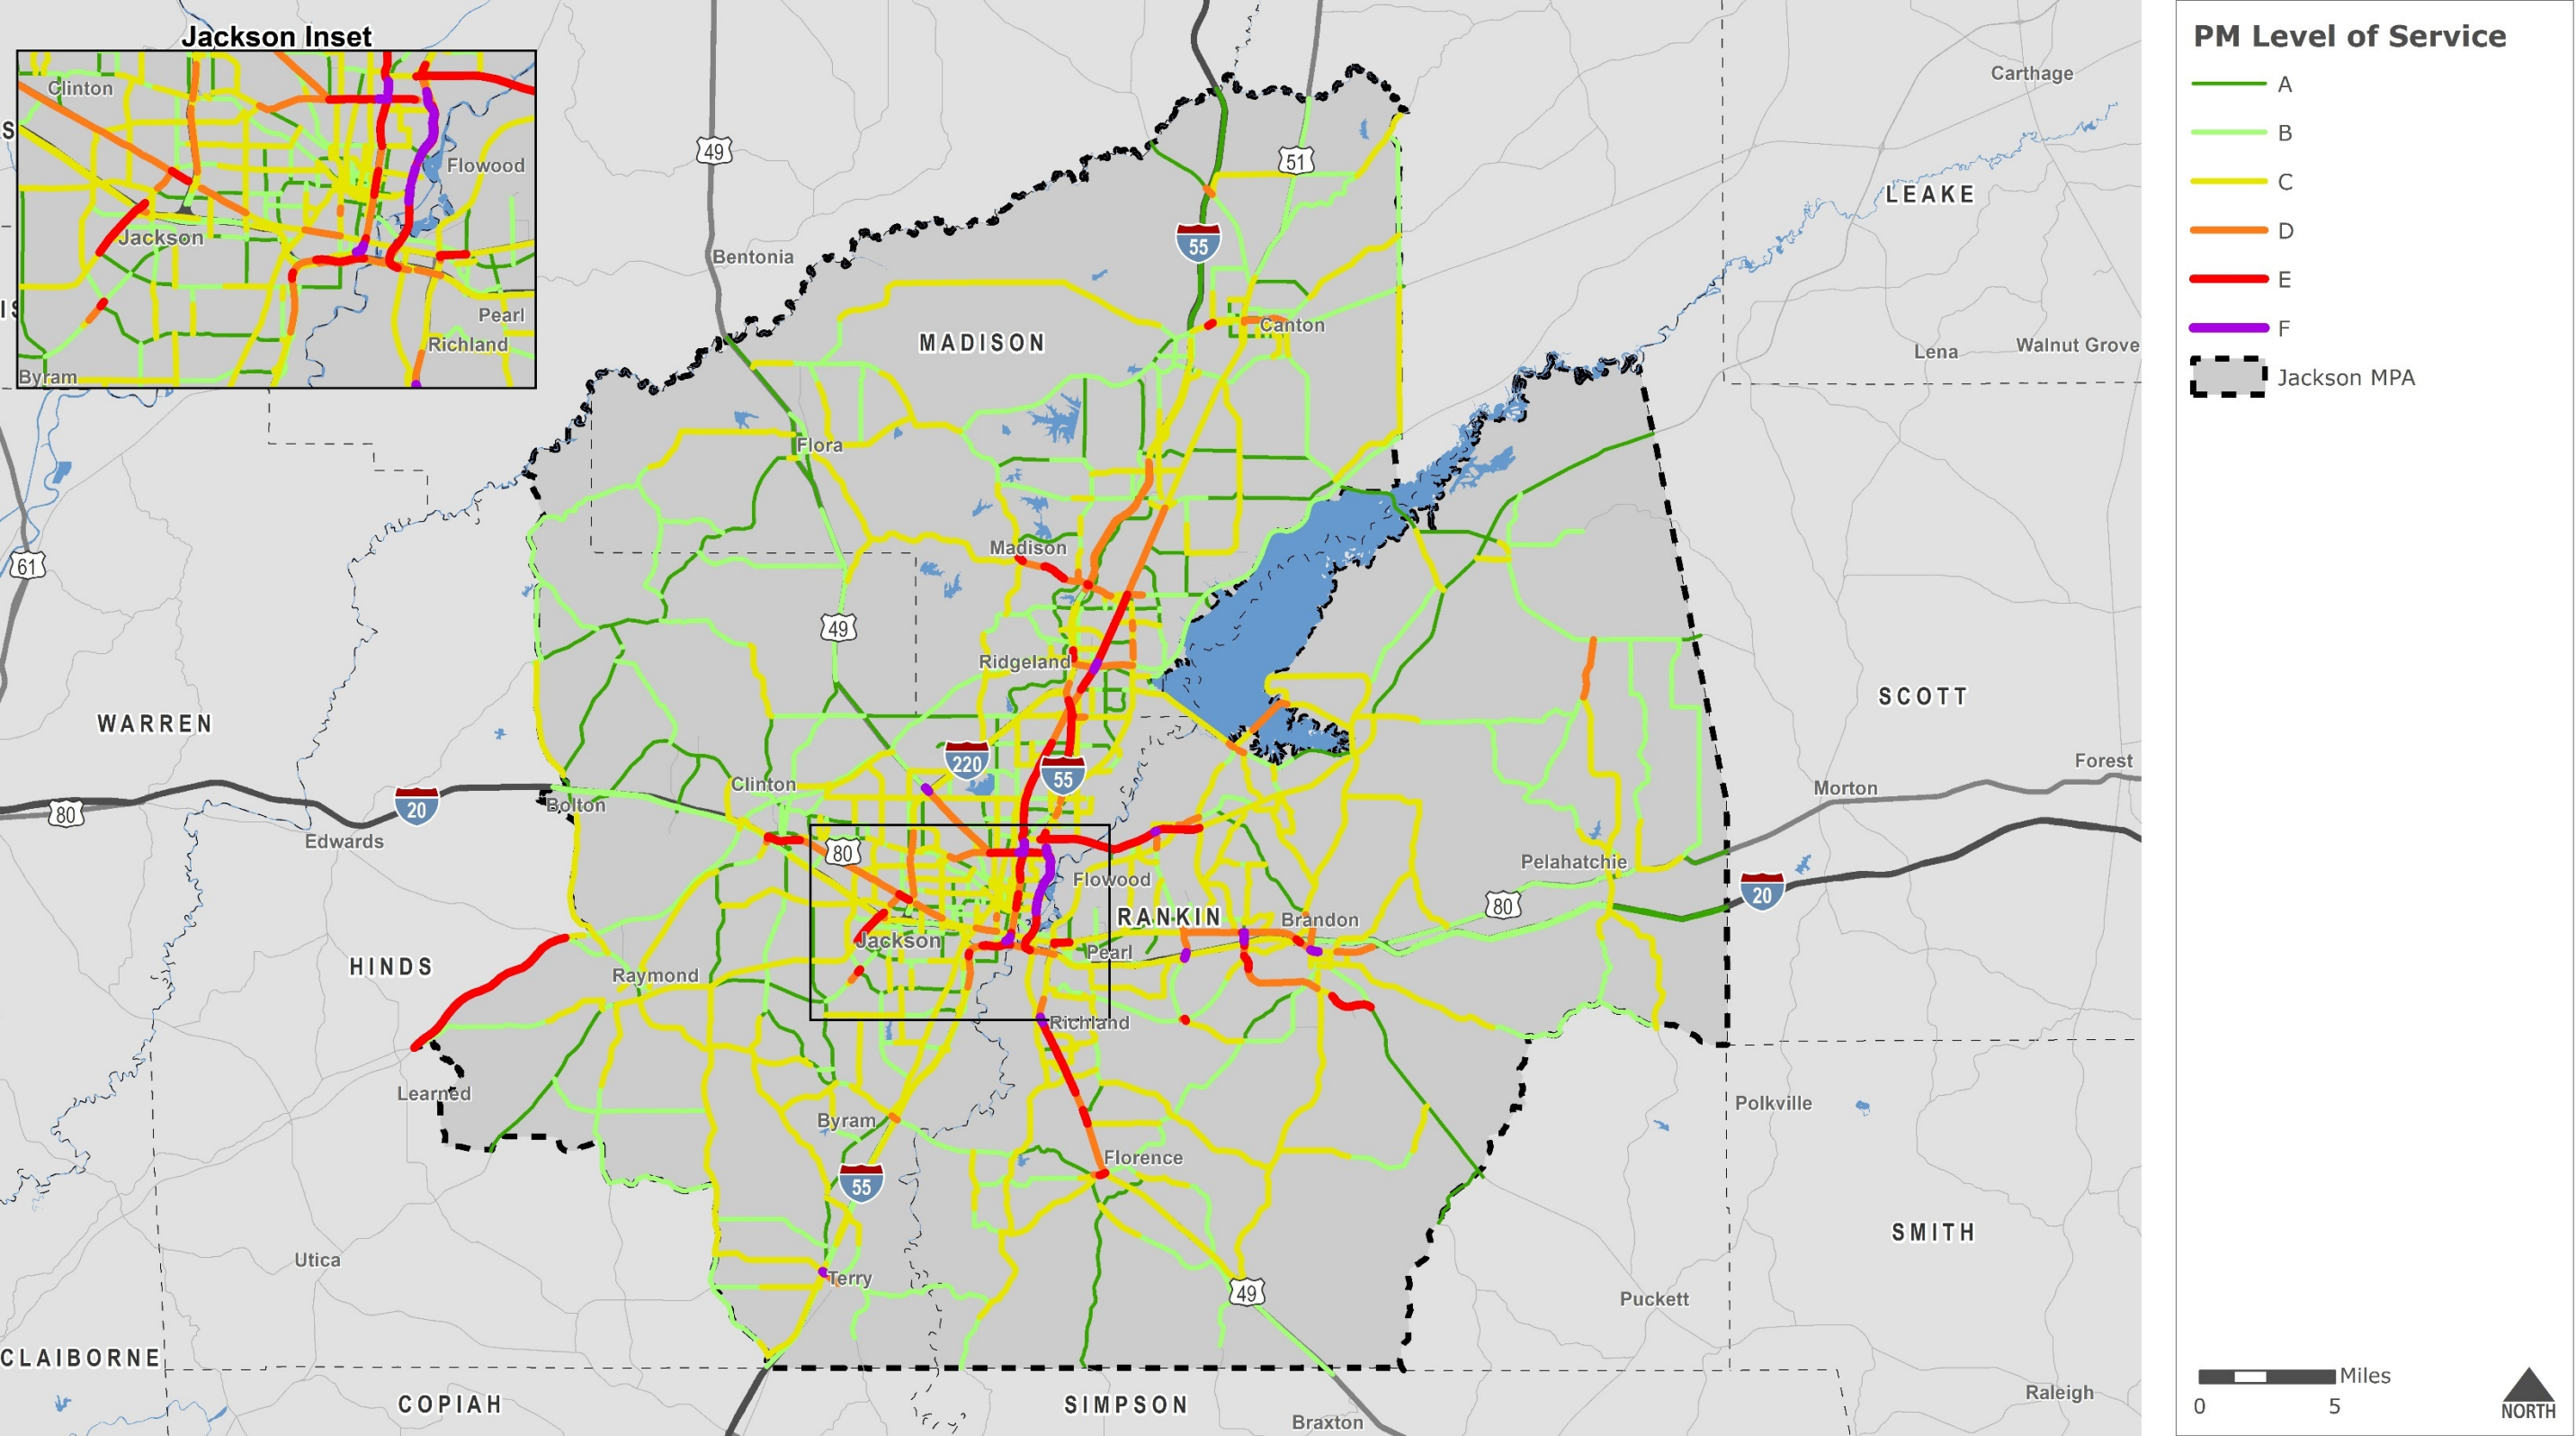 Jackson Inset
Clinton
Flowood
Jackson
Pearl
Richland
Byram
S
IS
49
51
55
Carthage
LEAKE
Bentonia
MADISON
Canton
Lena
Walnut Grove
Flora
61
Madison
49
Ridgeland
WARREN
SCOTT
220
55
Clinton
Forest
Morton
80
20
Bolton
Edwards
80
Pelahatchie
Flowood
80
20
RANKIN
Brandon
Jackson
Pearl
HINDS
Raymond
Richland
Learned
Byram
Polkville
Florence
55
SMITH
Utica
Terry
49
Puckett
CLAIBORNE
COPIAH
SIMPSON
Braxton
Raleigh
PM Level of Service
A
B
C
D
E
F
Jackson MPA
Miles
0 5
NORTH